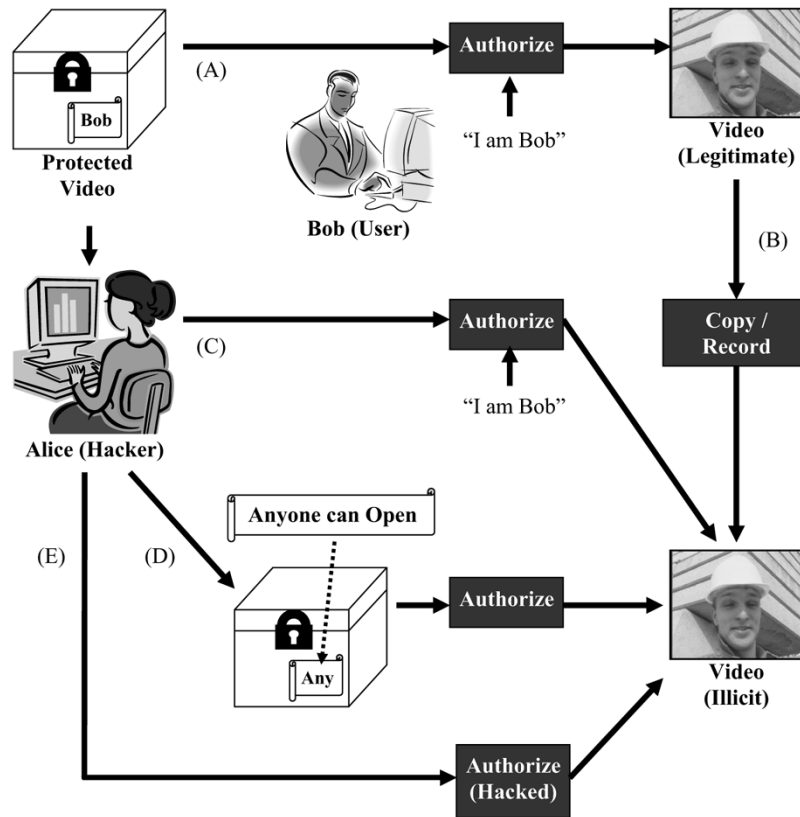 Bob
Protected
Video
(A)
Authorize
"I am Bob"
Bob (User)
Video
(Legitimate)
(B)
Copy /
Record
(C)
Authorize
"I am Bob"
Alice (Hacker)
(E)
(D)
Anyone can Open
Any
Authorize
Video
(Illicit)
Authorize
(Hacked)